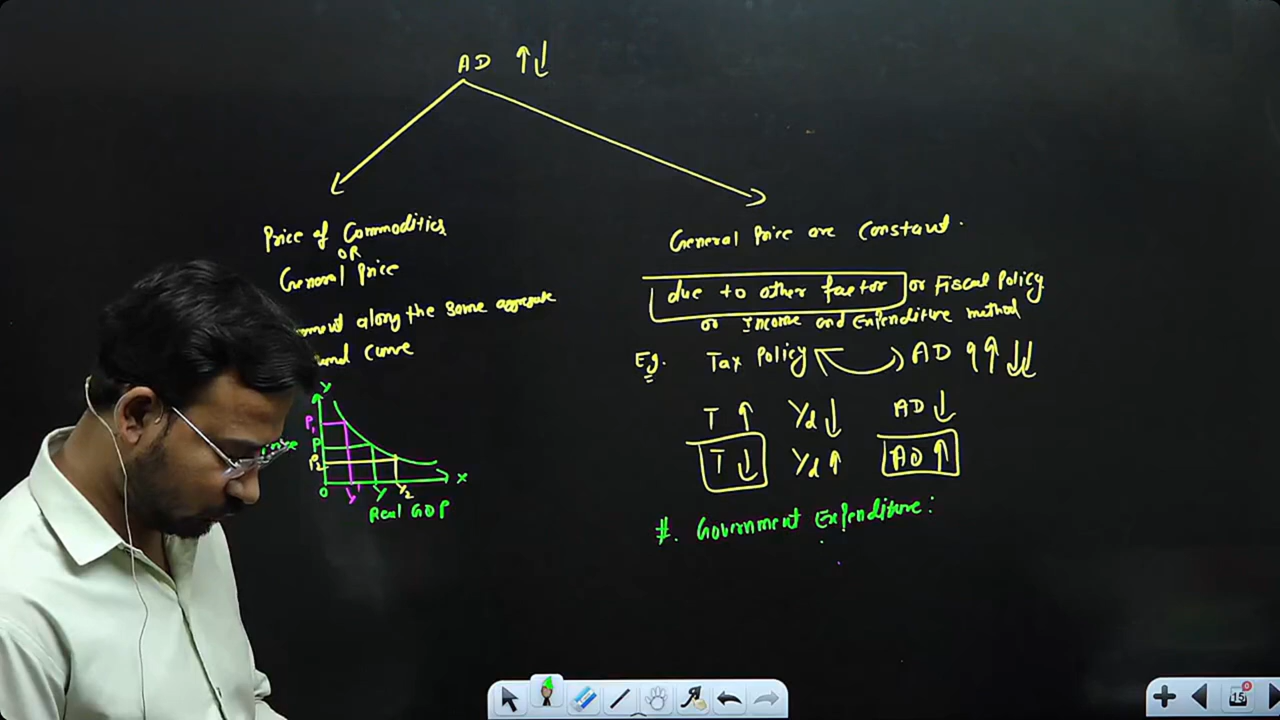 AD ↑↓
Price of Commodities
OR
General Price
along the same aggregate
curve
Y
P1
P
P2
O
Y'
Y
Y2
X
Real GDP
General Price are Constant.
due to other factor or Fiscal Policy
or Income and Expenditure method
Eg. Tax Policy AD ↑↑ ↓↓
T ↑ Yd ↓ AD ↓
T ↓ Yd ↑ AD ↑
#. Government Expenditure:
15